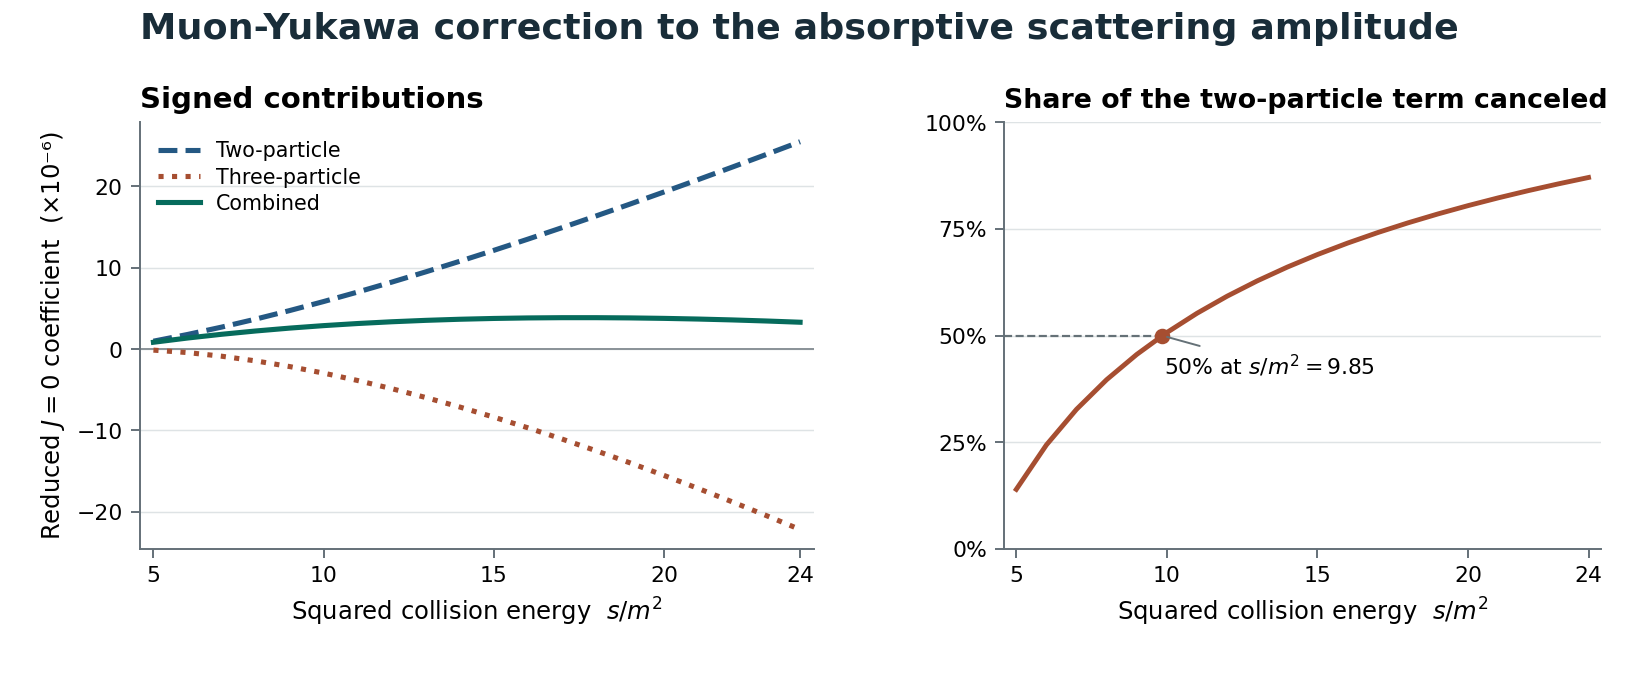 Muon-Yukawa correction to the absorptive scattering amplitude
Signed contributions
Reduced J = 0 coefficient (×10⁻⁶)
20
10
0
−10
−20
Two-particle
Three-particle
Combined
5 10 15 20 24
Squared collision energy s/m²
Share of the two-particle term canceled
100%
75%
50%
25%
0%
50% at s/m² = 9.85
5 10 15 20 24
Squared collision energy s/m²